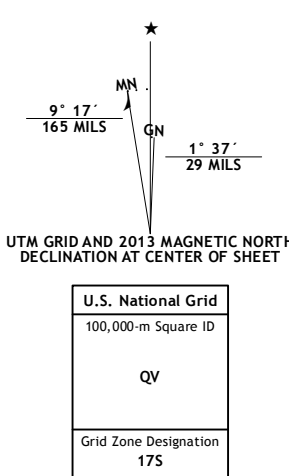 ★
MN
GN
9° 17´
165 MILS
1° 37´
29 MILS
UTM GRID AND 2013 MAGNETIC NORTH
DECLINATION AT CENTER OF SHEET
U.S. National Grid
100,000-m Square ID
QV
Grid Zone Designation
17S